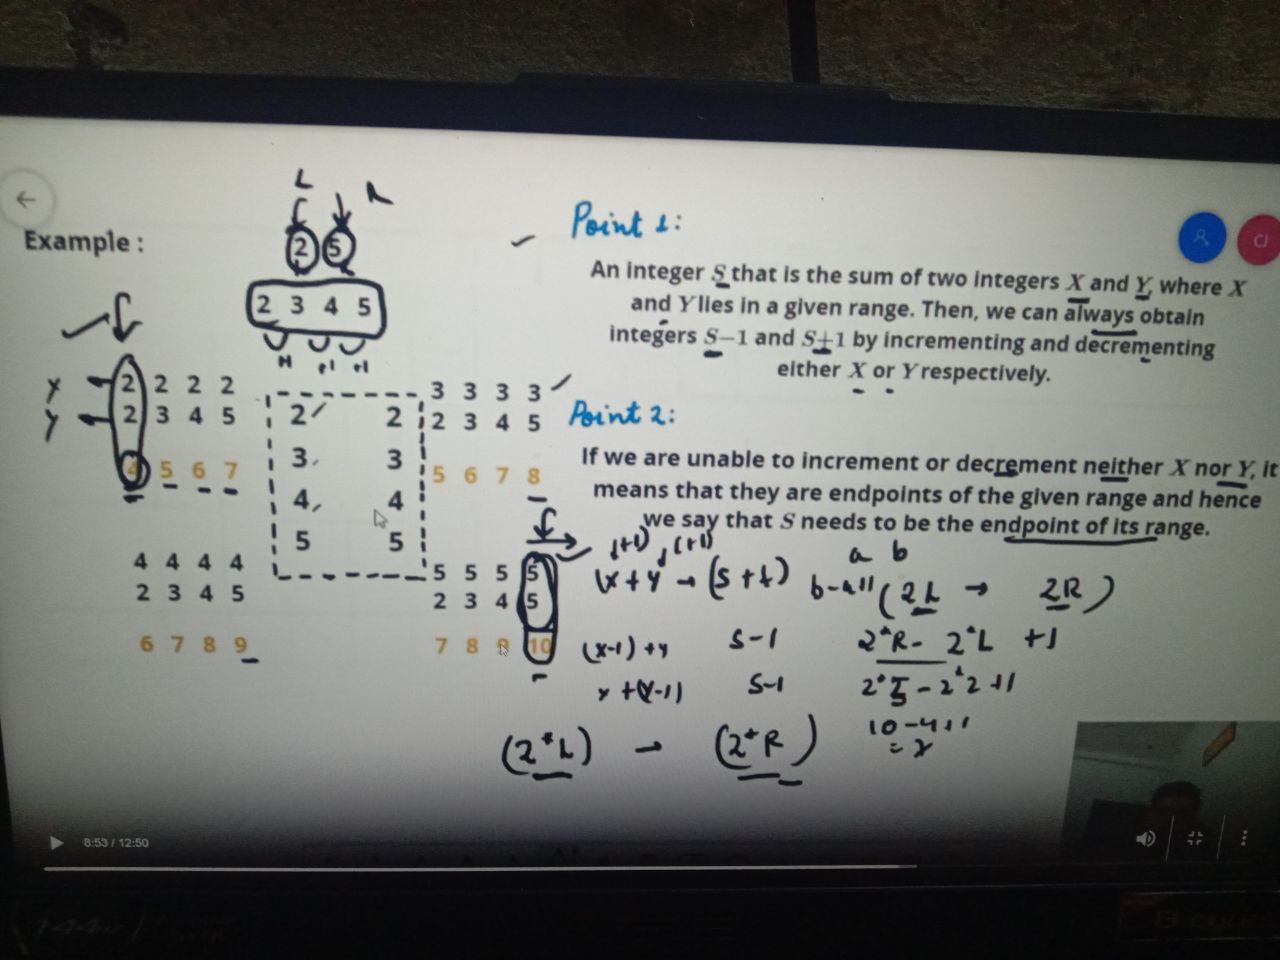 Example :
L R
2 5
2 3 4 5
+1 +1
X 2 2 2 2
Y 2 3 4 5
4 5 6 7
2 2
3 3
4 4
5 5
3 3 3 3
2 3 4 5
5 6 7 8
4 4 4 4
2 3 4 5
6 7 8 9
5 5 5 5
2 3 4 5
7 8 9 10
Point 1:
An integer S that is the sum of two integers X and Y, where X
and Y lies in a given range. Then, we can always obtain
integers S−1 and S+1 by incrementing and decrementing
either X or Y respectively.
Point 2:
If we are unable to increment or decrement neither X nor Y, it
means that they are endpoints of the given range and hence
we say that S needs to be the endpoint of its range.
(+1) (+1)
(x+y → (S+1)
(x-1)+y S-1
x+(y-1) S-1
(2*L) → (2*R)
a b
b-a+1 (2L → 2R)
2*R- 2*L +1
2*5-2*2+1
10-4+1
CJ
8:53 / 12:50